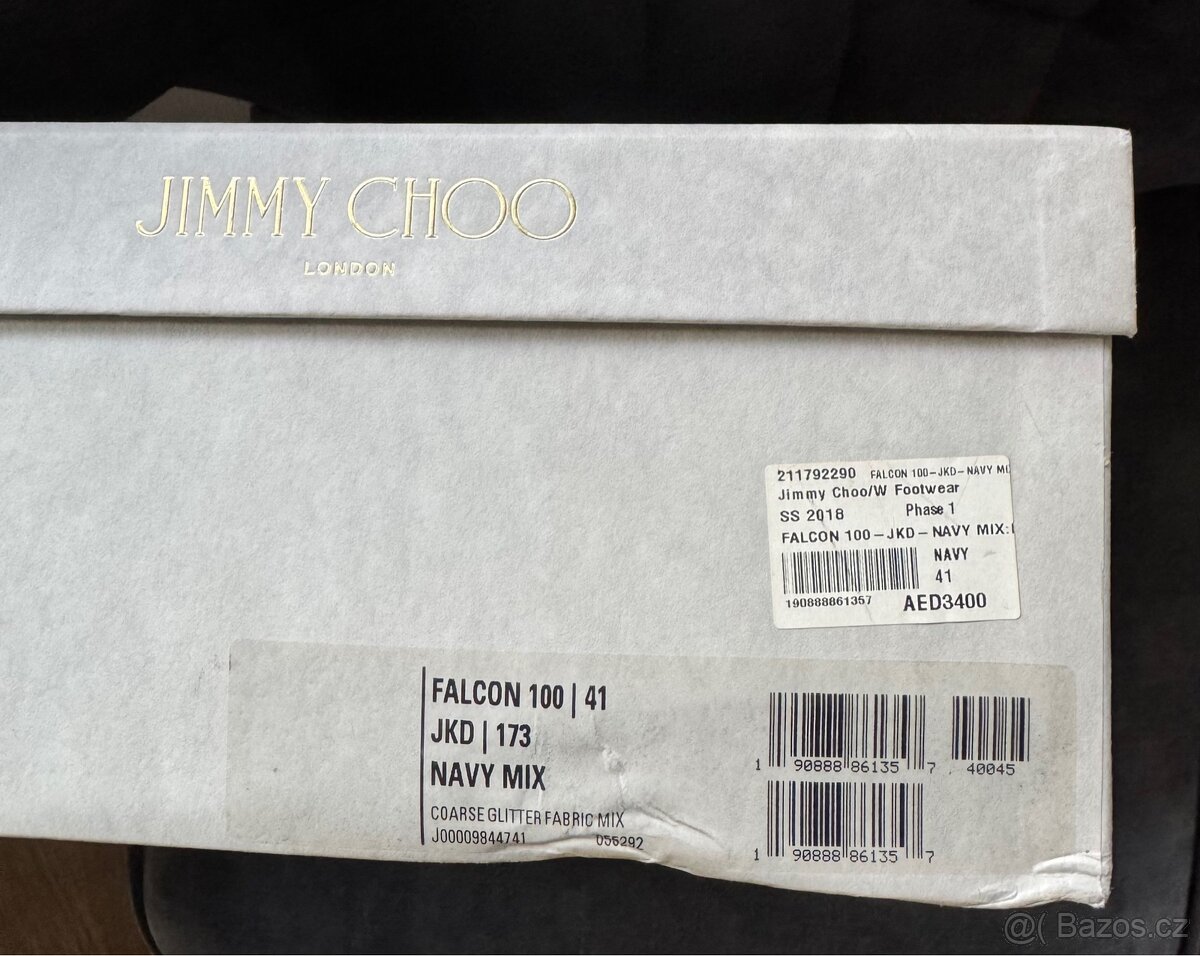 JIMMY CHOO
LONDON
211792290 FALCON 100-JKD-NAVY MI
Jimmy Choo/W Footwear
SS 2018 Phase 1
FALCON 100-JKD-NAVY MIX:
NAVY
41
190888861357 AED3400
FALCON 100 | 41
JKD | 173
NAVY MIX
COARSE GLITTER FABRIC MIX
J00009844741 056292
1 90888 86135 7 40045
1 90888 86135 7
@( Bazos.cz